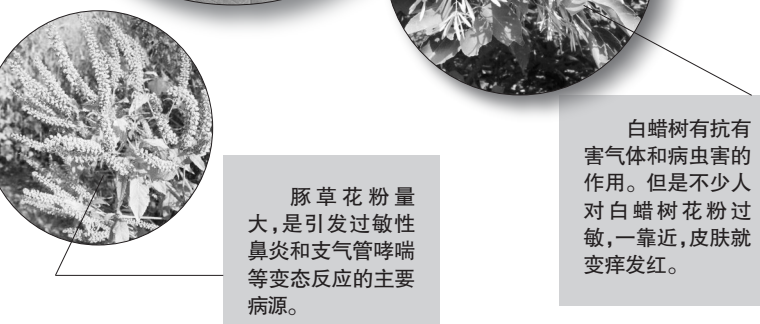 豚草花粉量
大,是引发过敏性
鼻炎和支气管哮喘
等变态反应的主要
病源。
白蜡树有抗有
害气体和病虫害的
作用。但是不少人
对白蜡树花粉过
敏,一靠近,皮肤就
变痒发红。